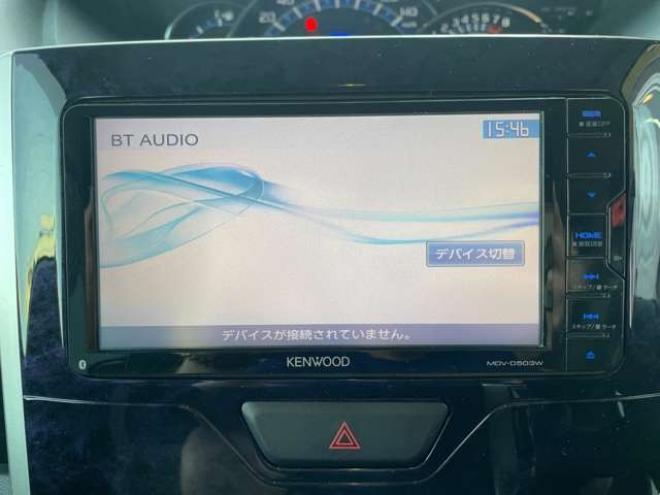 BT AUDIO
15:46
デバイス切替
デバイスが接続されていません。
KENWOOD
MDV-D503W
HOME